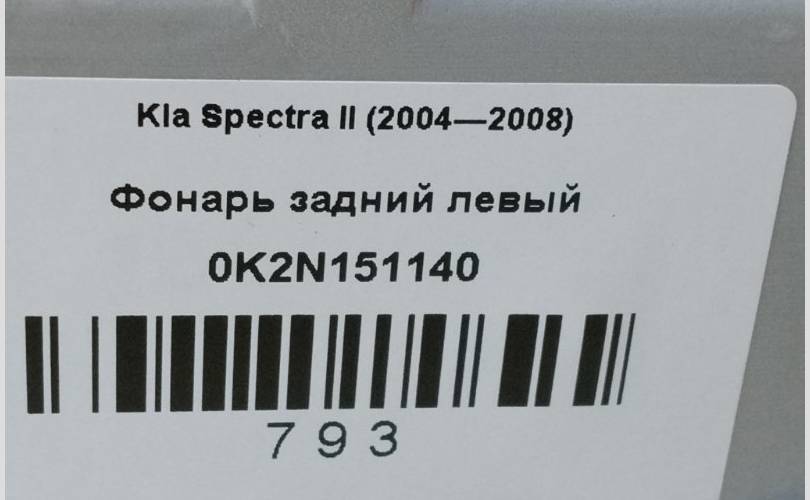 Kia Spectra II (2004—2008)
Фонарь задний левый
0K2N151140
793